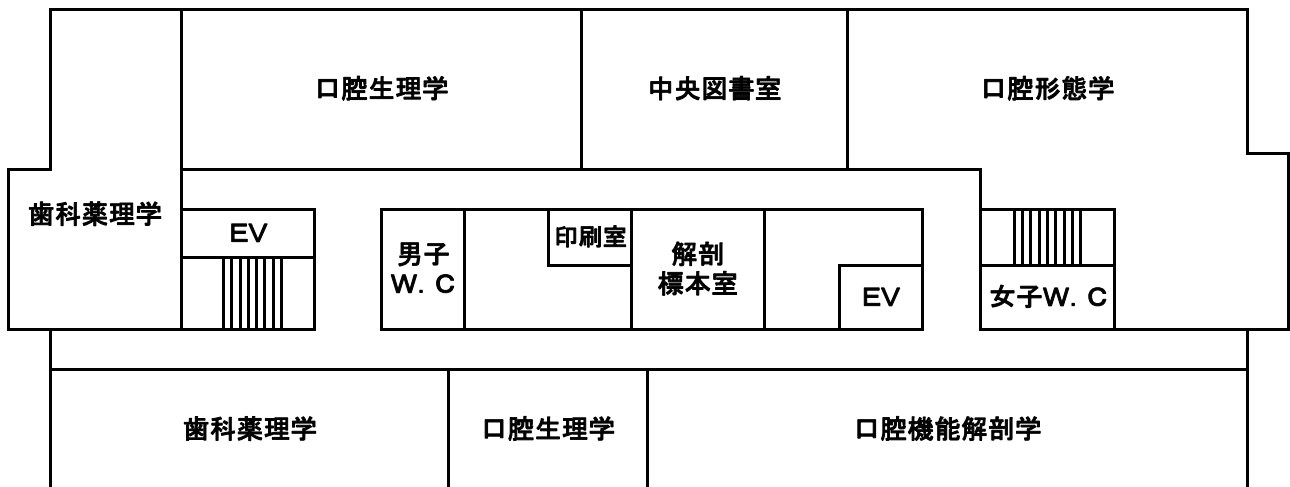 口腔生理学
中央図書室
口腔形態学
歯科薬理学
EV
男子
W.C
印刷室
解剖
標本室
EV
女子W.C
歯科薬理学
口腔生理学
口腔機能解剖学